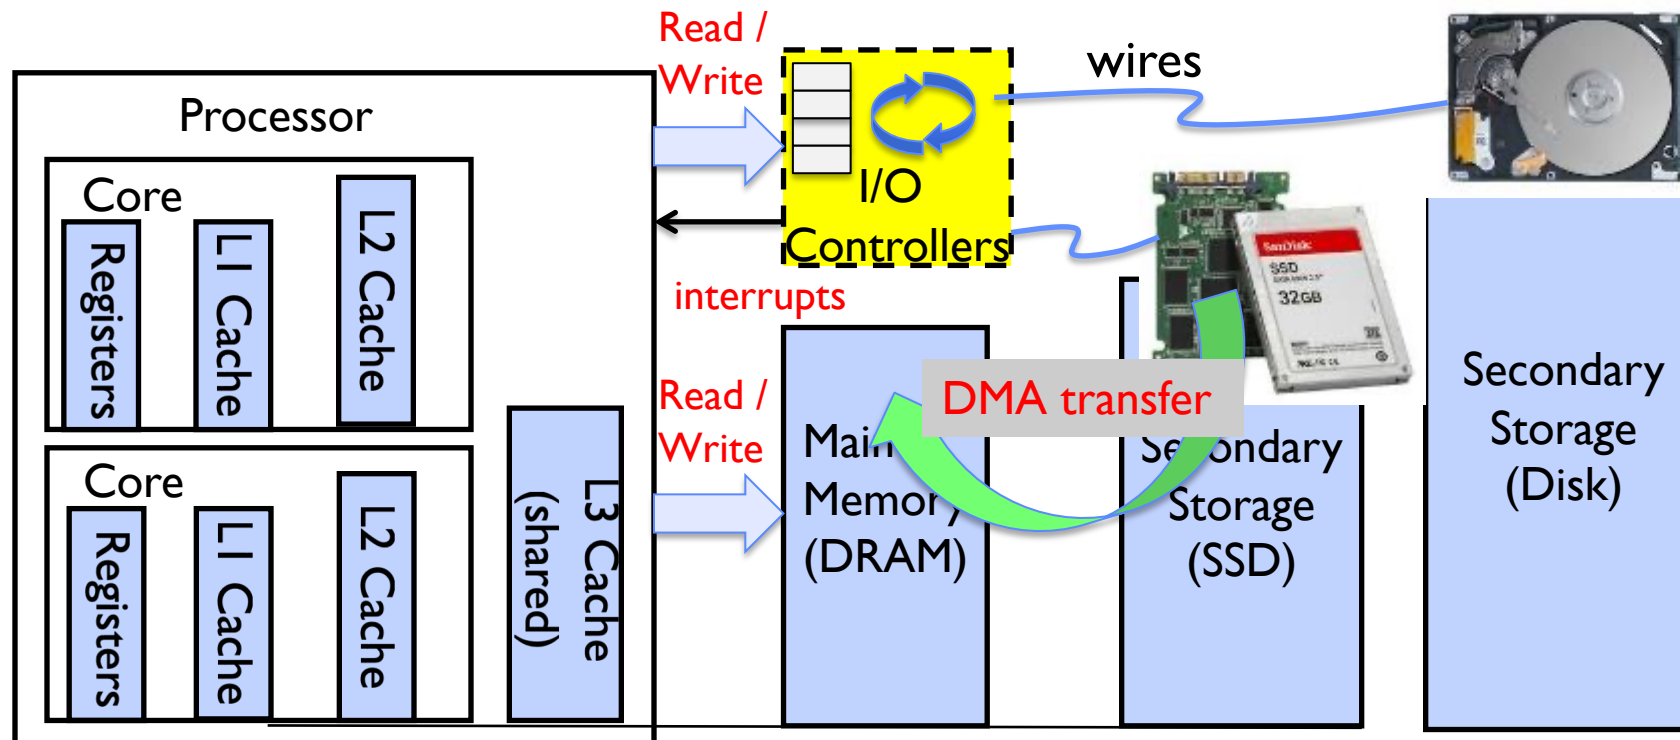 Read /
Write
wires
Processor
Core
Registers
L1 Cache
L2 Cache
I/O
Controllers
interrupts
SanDisk
SSD
32GB
Core
Registers
L1 Cache
L2 Cache
L3 Cache
(shared)
Read /
Write
DMA transfer
Main
Memory
(DRAM)
Secondary
Storage
(SSD)
Secondary
Storage
(Disk)